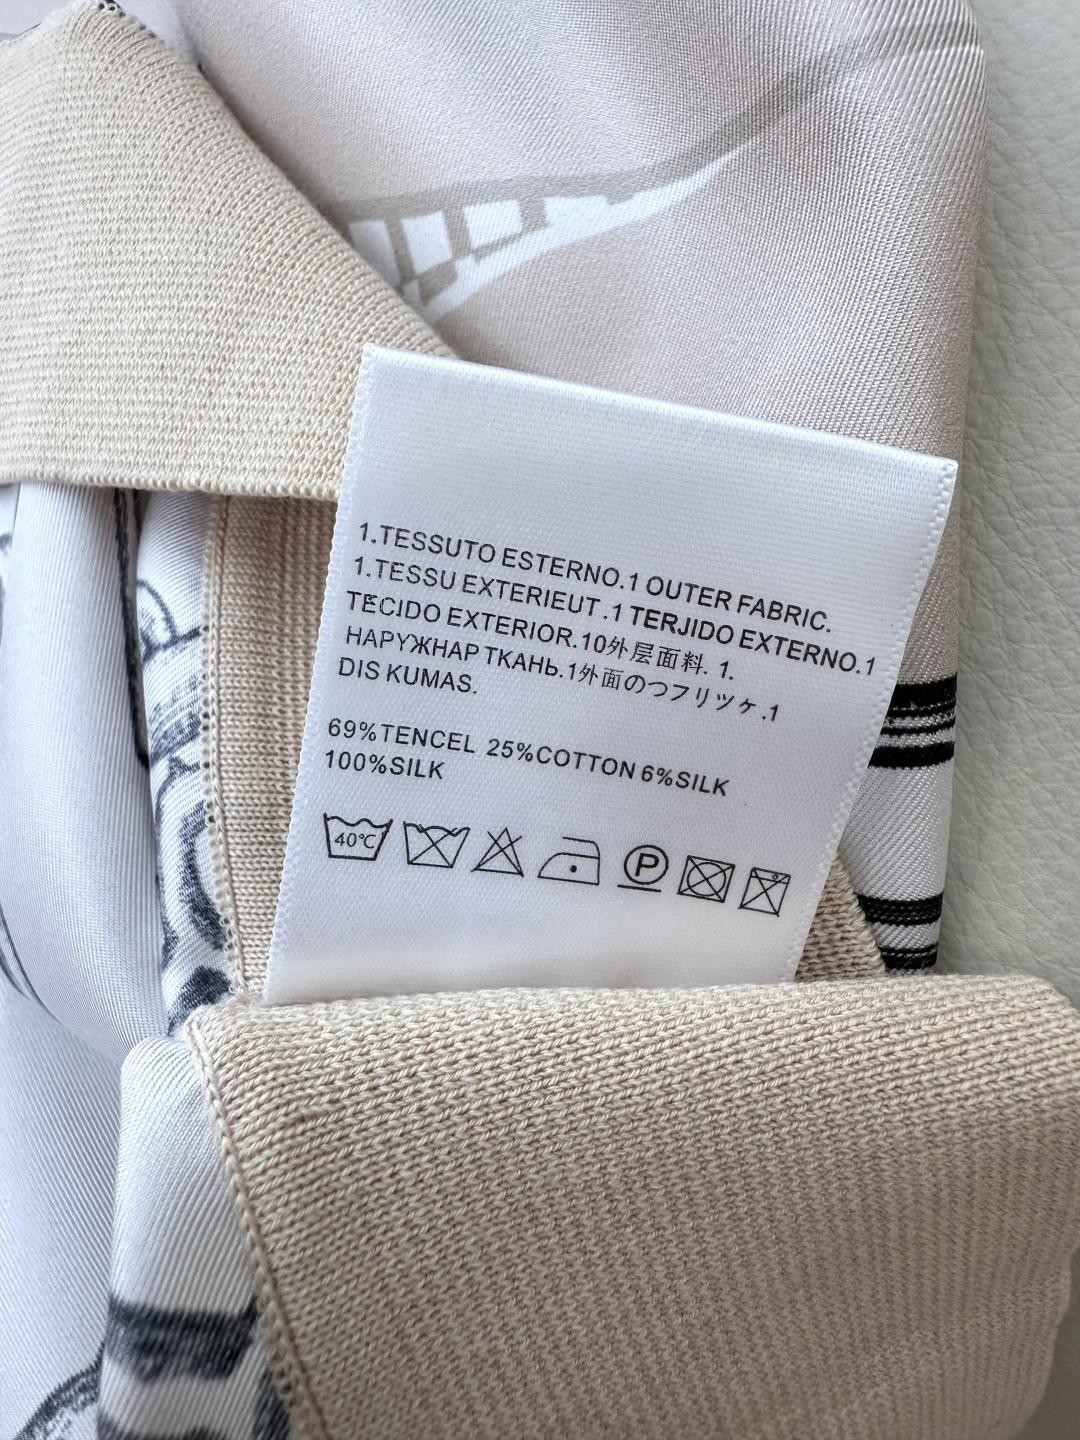 1.TESSUTO ESTERNO.1 OUTER FABRIC.
1.TESSU EXTERIEUT .1 TERJIDO EXTERNO.1
TECIDO EXTERIOR.10外层面料. 1.
НАРУЖНАР ТКАНЬ.1外面のつフリツヶ.1
DIS KUMAS.
69%TENCEL 25%COTTON 6%SILK
100%SILK
40℃ P